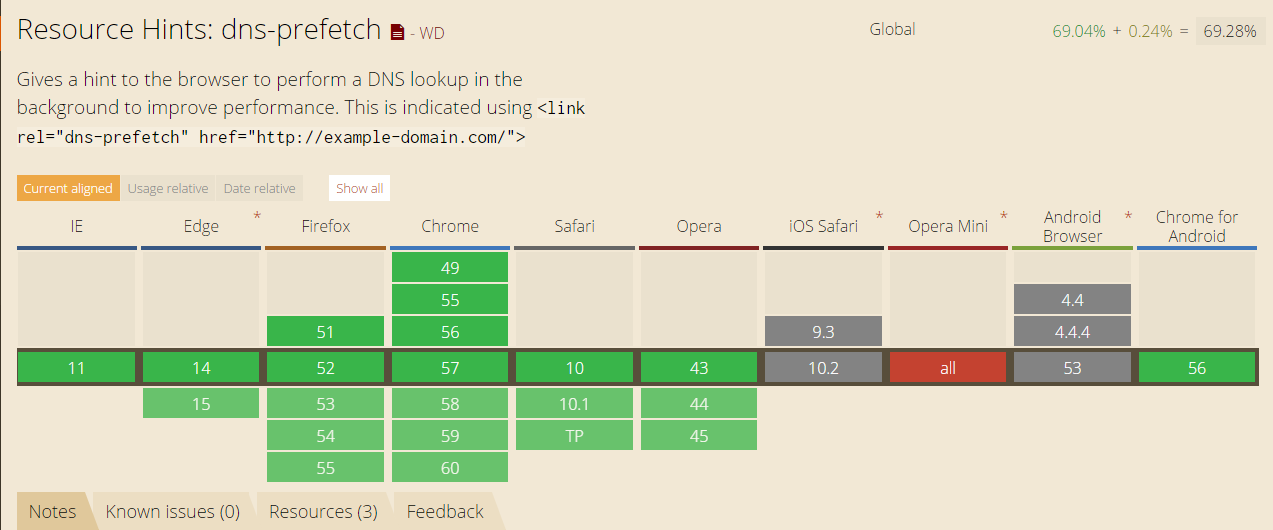 Resource Hints: dns-prefetch - WD
Global 69.04% + 0.24% = 69.28%
Gives a hint to the browser to perform a DNS lookup in the
background to improve performance. This is indicated using <link
rel="dns-prefetch" href="http://example-domain.com/">
Current aligned Usage relative Date relative Show all
IE Edge * Firefox Chrome Safari Opera iOS Safari * Opera Mini * Android Browser * Chrome for Android
49
55 4.4
51 56 9.3 4.4.4
11 14 52 57 10 43 10.2 all 53 56
15 53 58 10.1 44
54 59 TP 45
55 60
Notes Known issues (0) Resources (3) Feedback